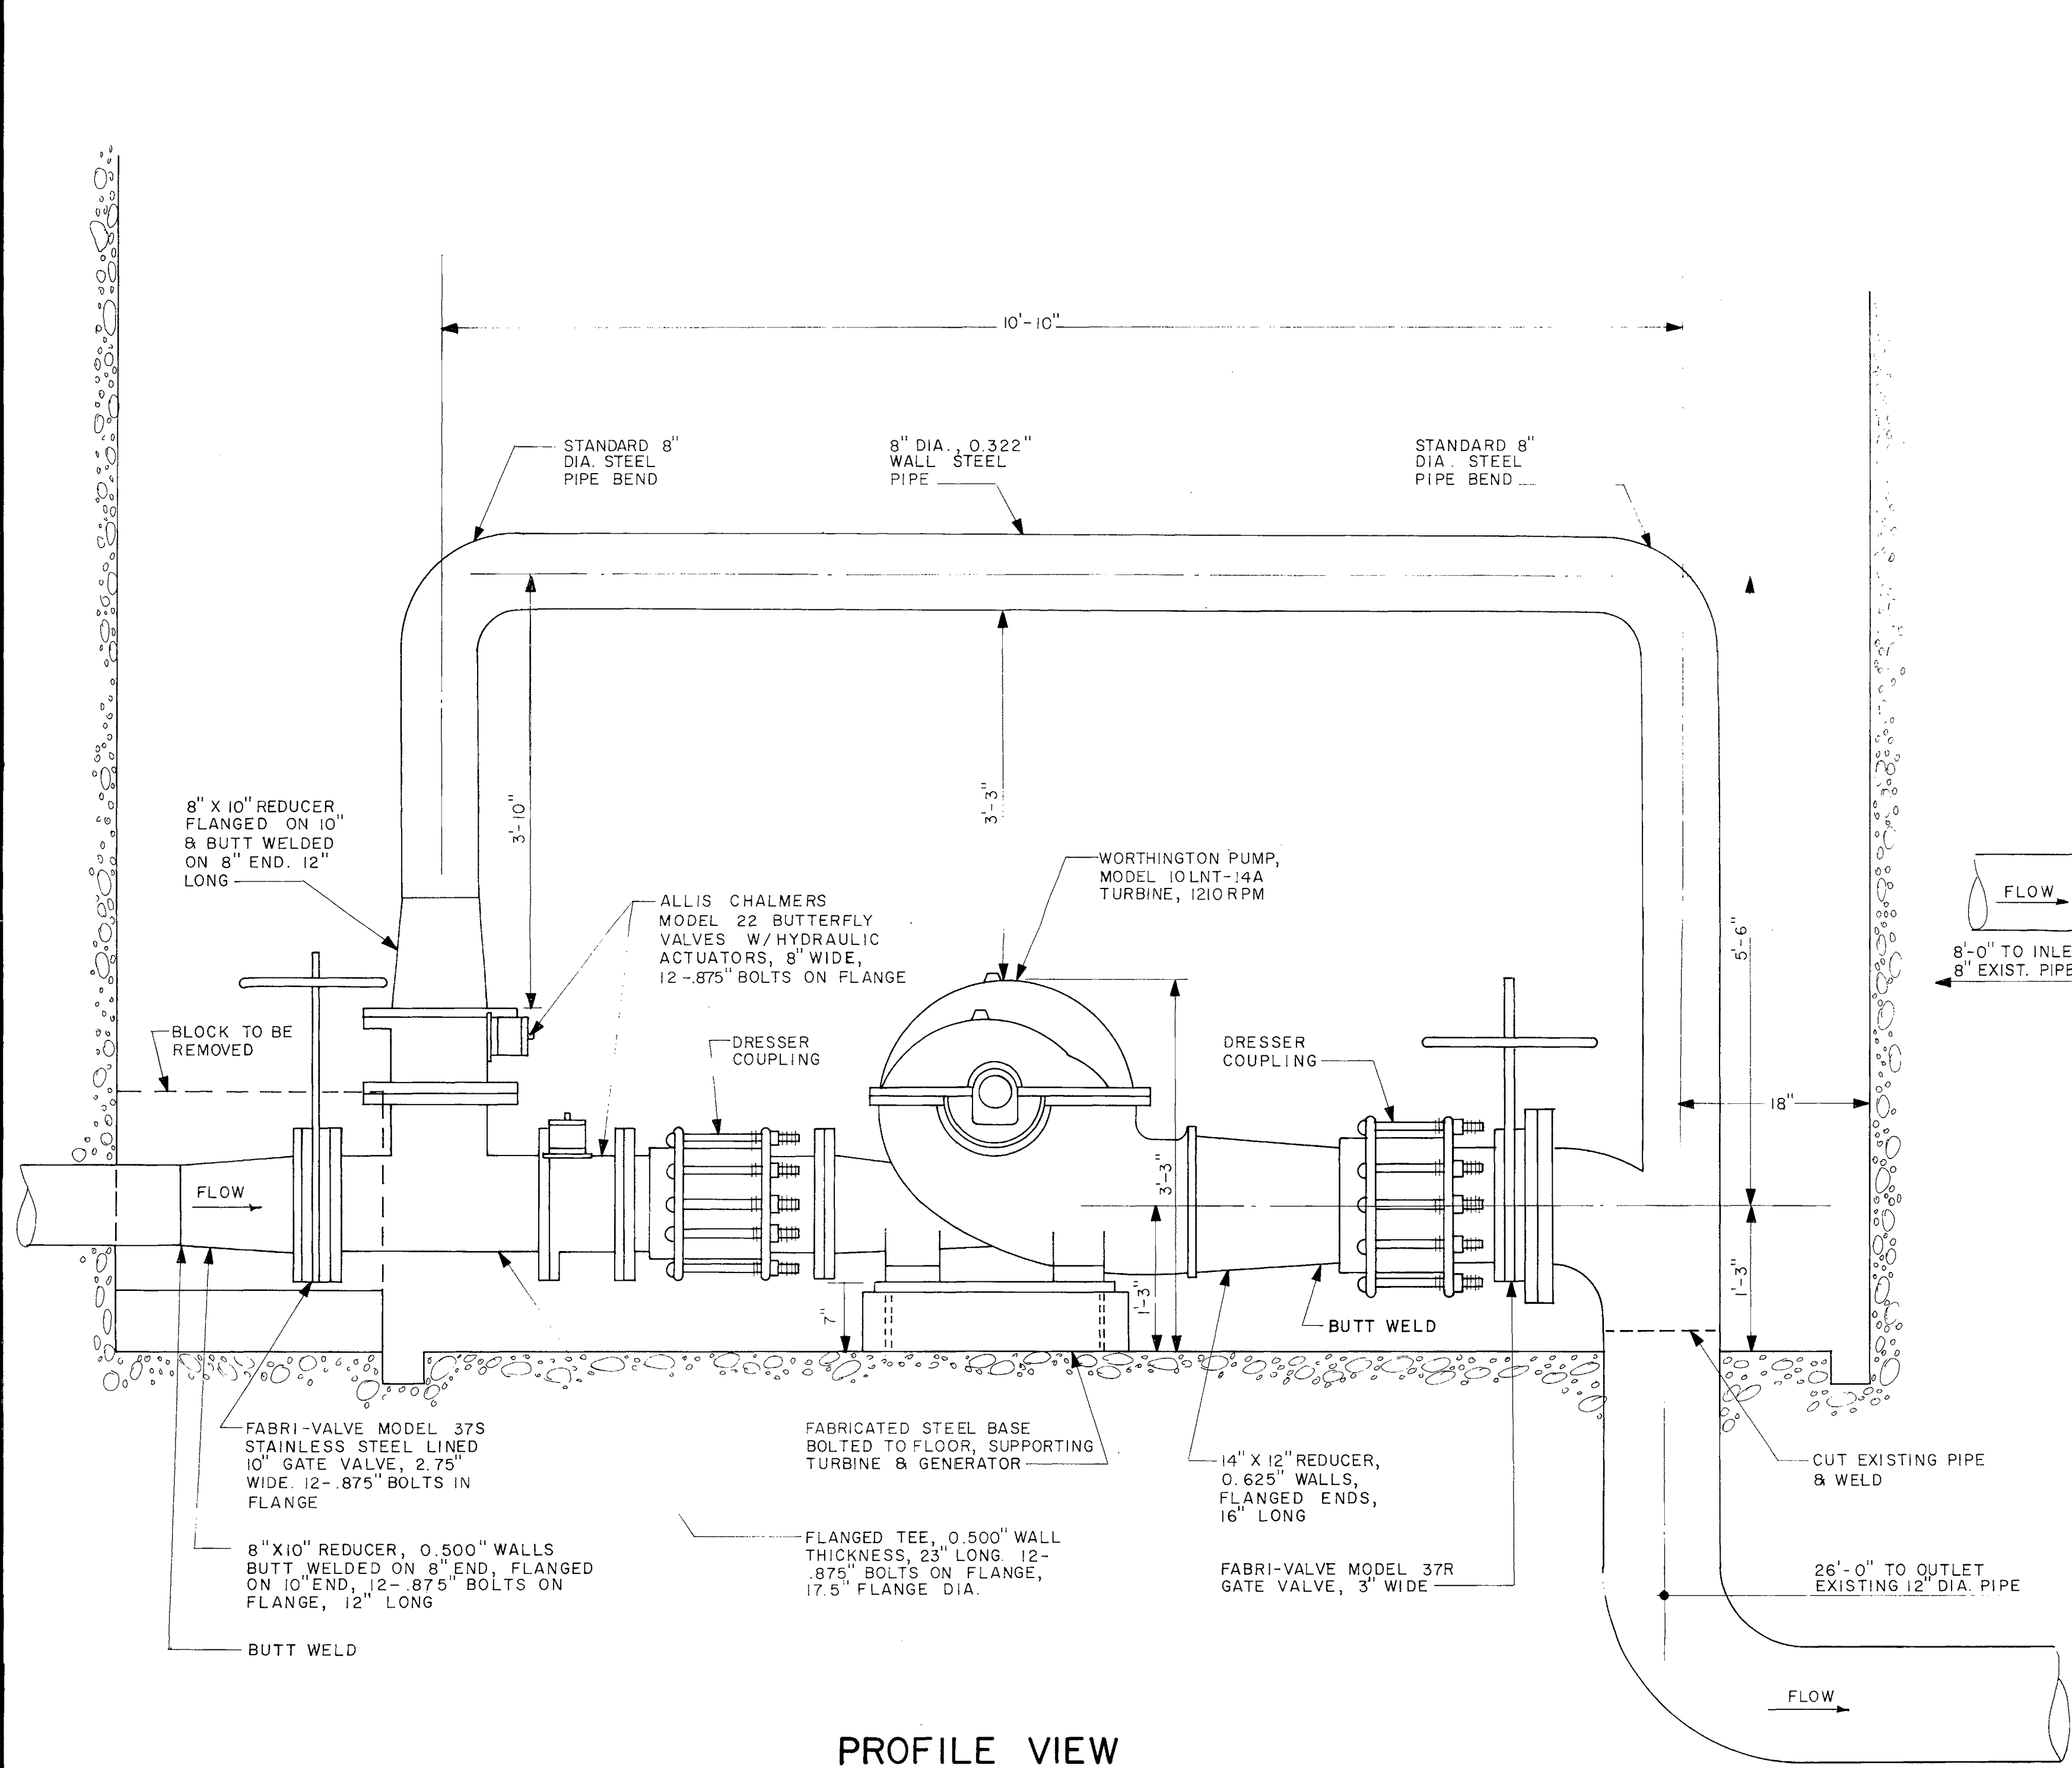 10'-10"
STANDARD 8"
DIA. STEEL
PIPE BEND
8" DIA., 0.322"
WALL STEEL
PIPE
STANDARD 8"
DIA. STEEL
PIPE BEND
8" X 10" REDUCER
FLANGED ON 10"
& BUTT WELDED
ON 8" END. 12"
LONG
3'-10"
3'-3"
WORTHINGTON PUMP,
MODEL 10LNT-14A
TURBINE, 1210 RPM
ALLIS CHALMERS
MODEL 22 BUTTERFLY
VALVES W/HYDRAULIC
ACTUATORS, 8" WIDE,
12-.875" BOLTS ON FLANGE
FLOW
8'-0" TO INLE
8" EXIST. PIPE
5'-6"
BLOCK TO BE
REMOVED
DRESSER
COUPLING
DRESSER
COUPLING
18"
FLOW
3'-3"
1'-3"
7"
1'-3"
BUTT WELD
FABRI-VALVE MODEL 37S
STAINLESS STEEL LINED
10" GATE VALVE, 2.75"
WIDE. 12-.875" BOLTS IN
FLANGE
FABRICATED STEEL BASE
BOLTED TO FLOOR, SUPPORTING
TURBINE & GENERATOR
14" X 12" REDUCER,
0.625" WALLS,
FLANGED ENDS,
16" LONG
CUT EXISTING PIPE
& WELD
8"X10" REDUCER, 0.500" WALLS
BUTT WELDED ON 8" END, FLANGED
ON 10" END, 12-.875" BOLTS ON
FLANGE, 12" LONG
FLANGED TEE, 0.500" WALL
THICKNESS, 23" LONG. 12-
.875" BOLTS ON FLANGE,
17.5" FLANGE DIA.
FABRI-VALVE MODEL 37R
GATE VALVE, 3" WIDE
26'-0" TO OUTLET
EXISTING 12" DIA. PIPE
BUTT WELD
FLOW
PROFILE VIEW